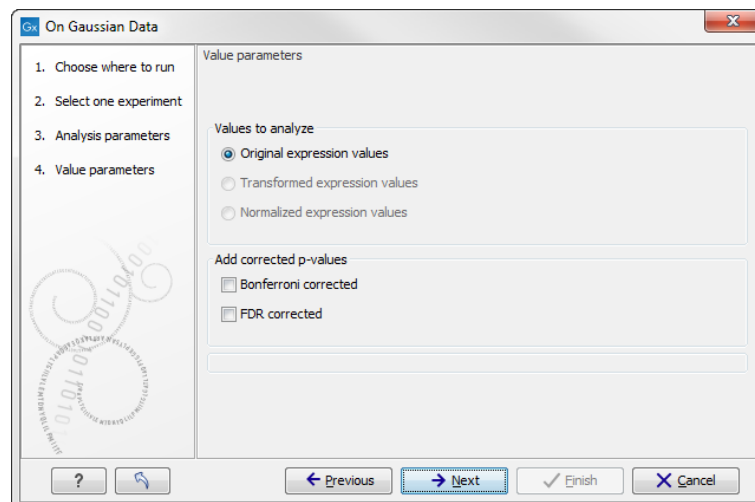 Gx On Gaussian Data
X
1. Choose where to run
2. Select one experiment
3. Analysis parameters
4. Value parameters
Value parameters
Values to analyze
Original expression values
Transformed expression values
Normalized expression values
Add corrected p-values
Bonferroni corrected
FDR corrected
?
Previous
Next
Finish
Cancel